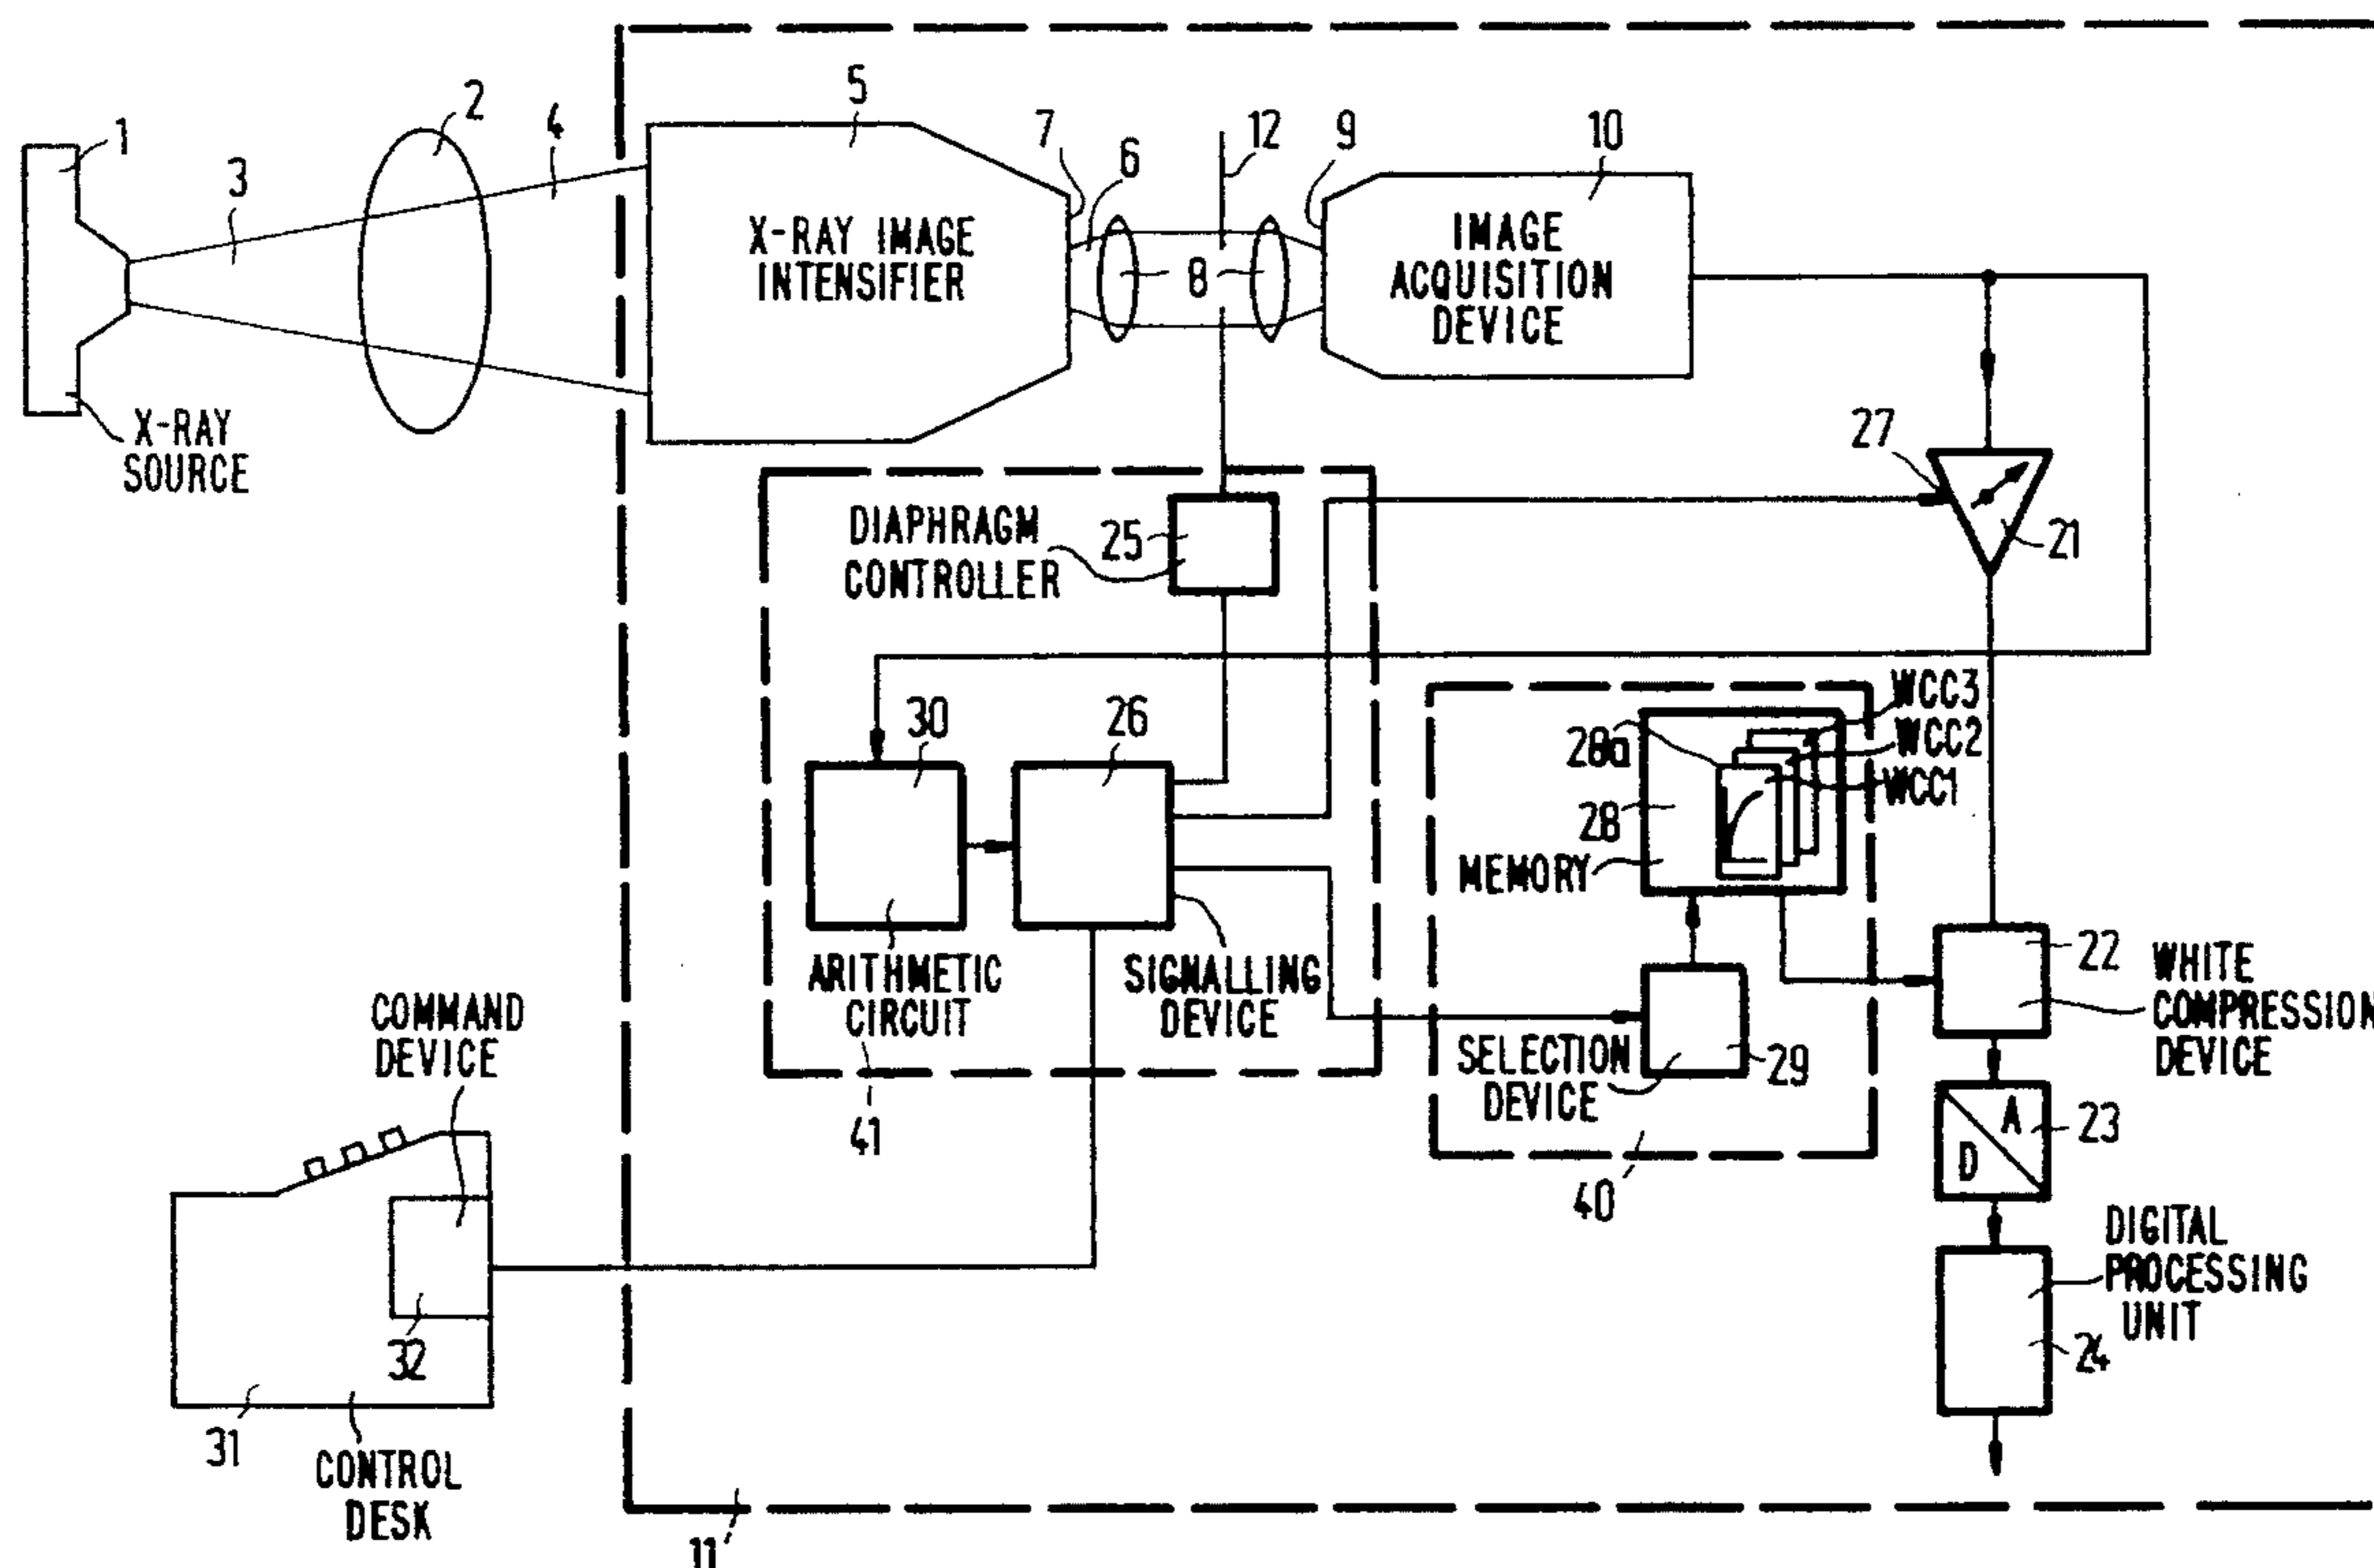 1
2
3
4
5
7
6
12
9
10
X-RAY IMAGE
INTENSIFIER
8
IMAGE
ACQUISITION
DEVICE
X-RAY
SOURCE
27
21
DIAPHRAGM
CONTROLLER
25
30
26
28a
WCC3
WCC2
WCC1
28
MEMORY
ARITHMETIC
CIRCUIT
SIGNALLING
DEVICE
22
WHITE
COMPRESSION
DEVICE
SELECTION
DEVICE
29
41
40
A
D
23
COMMAND
DEVICE
DIGITAL
PROCESSING
UNIT
24
32
31
CONTROL
DESK
11